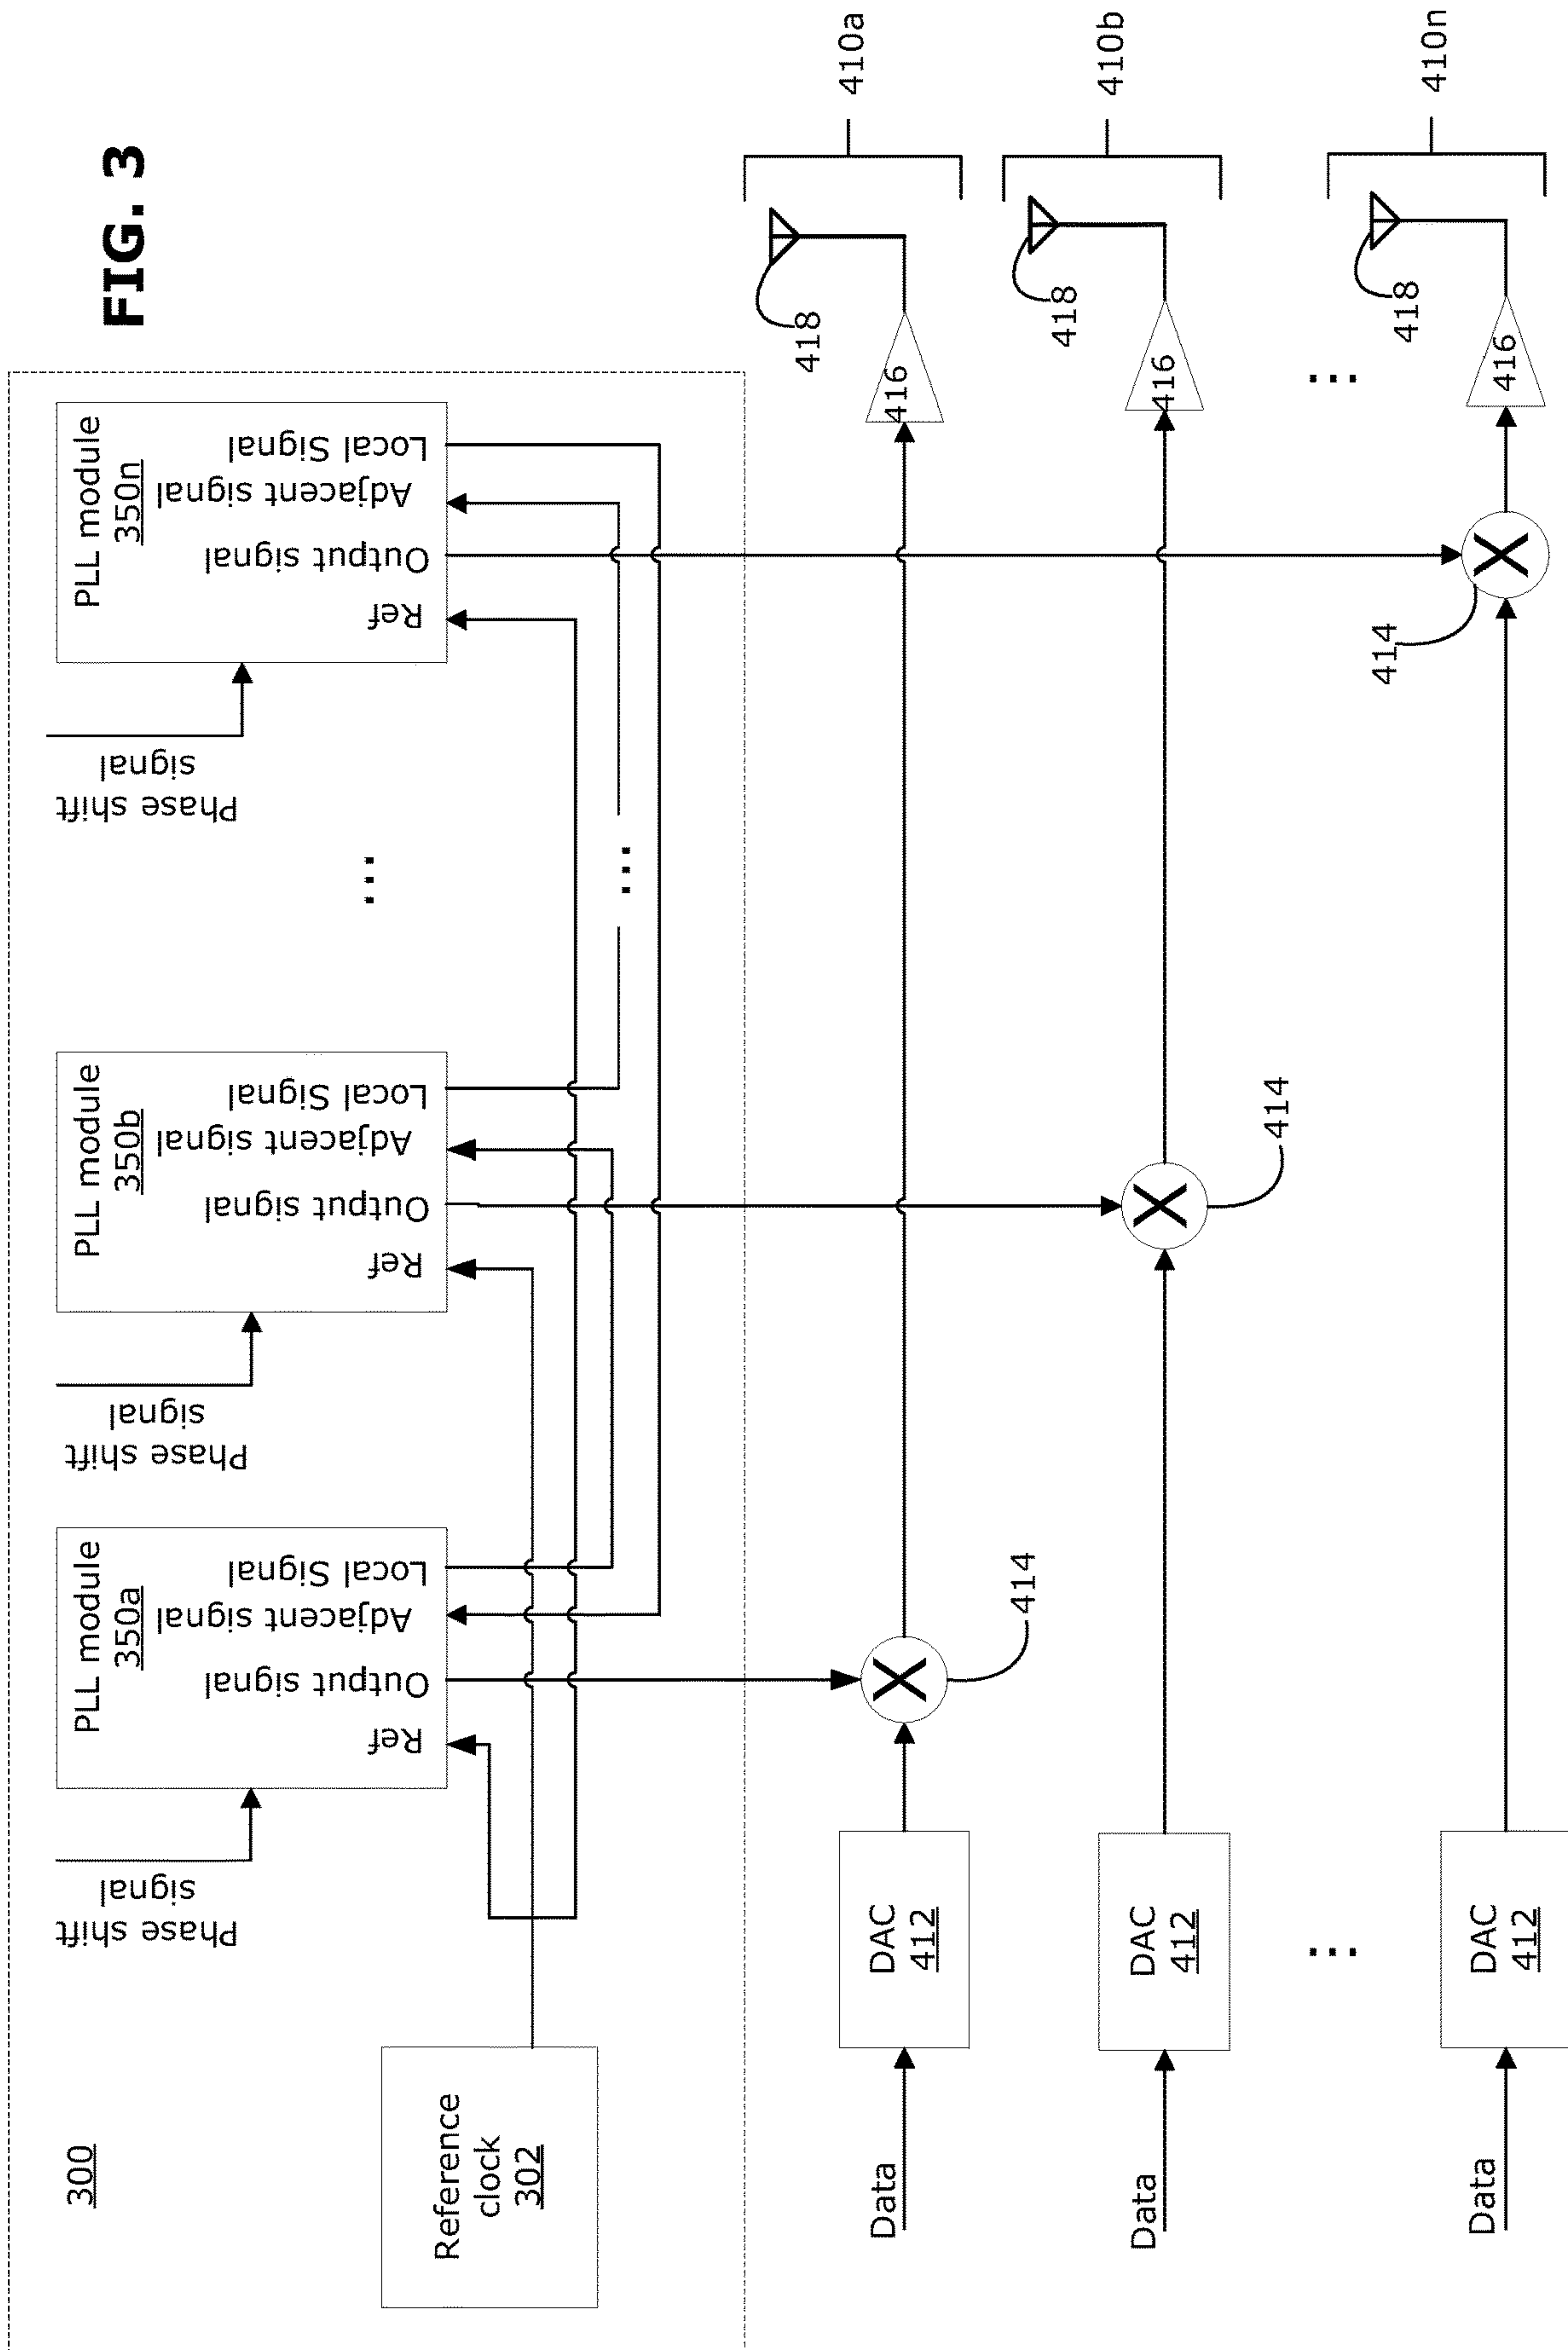 FIG. 3
300
Reference
clock
302
Phase shift
signal
PLL module
350a
Ref
Output signal
Adjacent signal
Local Signal
Phase shift
signal
PLL module
350b
Ref
Output signal
Adjacent signal
Local Signal
...
...
Phase shift
signal
PLL module
350n
Ref
Output signal
Adjacent signal
Local Signal
Data
DAC
412
X
414
416
418
410a
Data
DAC
412
X
414
416
418
410b
...
...
Data
DAC
412
X
414
416
418
410n